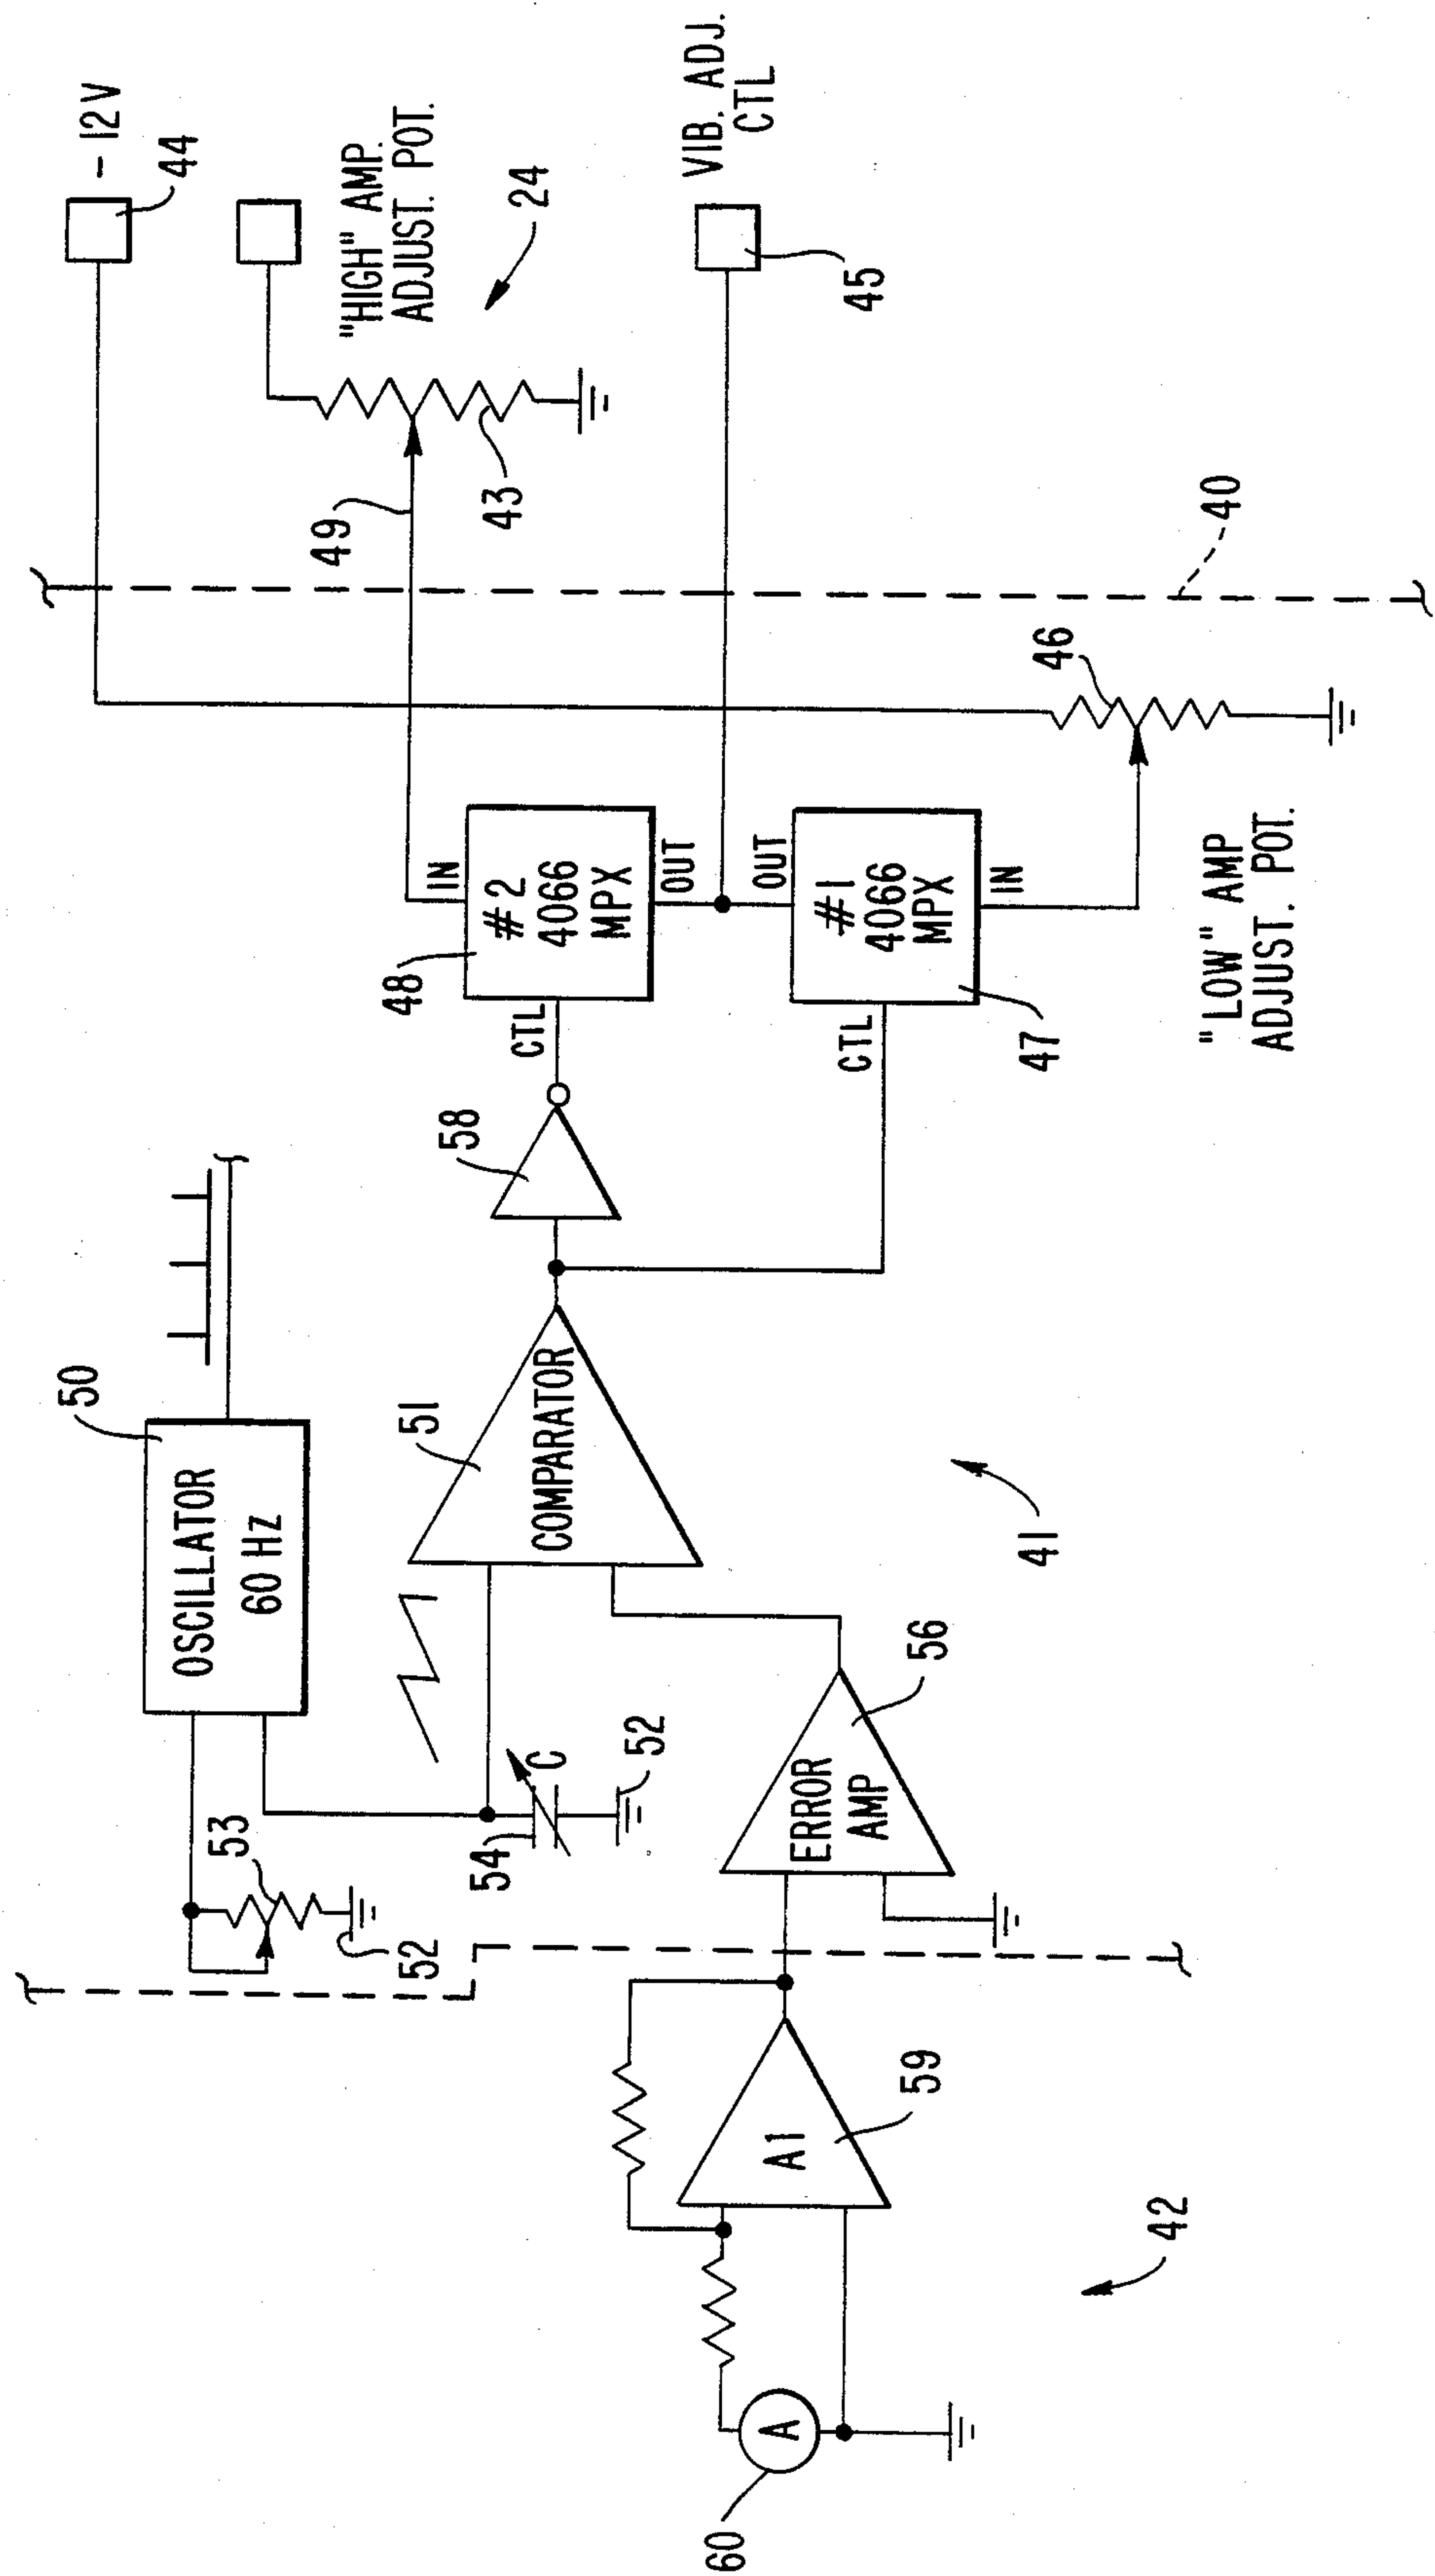 - 12V
44
"HIGH" AMP.
ADJUST. POT.
24
VIB. ADJ.
CTL
45
49
43
40
46
IN
#2
4066
MPX
OUT
48
CTL
OUT
#1
4066
MPX
IN
CTL
47
"LOW" AMP
ADJUST. POT.
58
50
OSCILLATOR
60 Hz
51
COMPARATOR
41
53
52
54
C
52
ERROR
AMP
56
A1
59
42
A
60